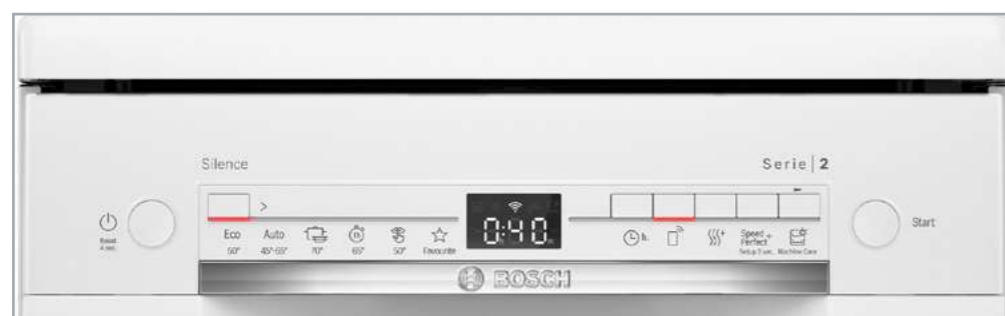 Silence
Serie | 2
0:40
h.
Reset
4 sec.
Start
Eco
Auto
Speed +
Perfect
50°
45°-65°
70°
65°
50°
Favourite
Setup 3 sec.
Machine Care
BOSCH